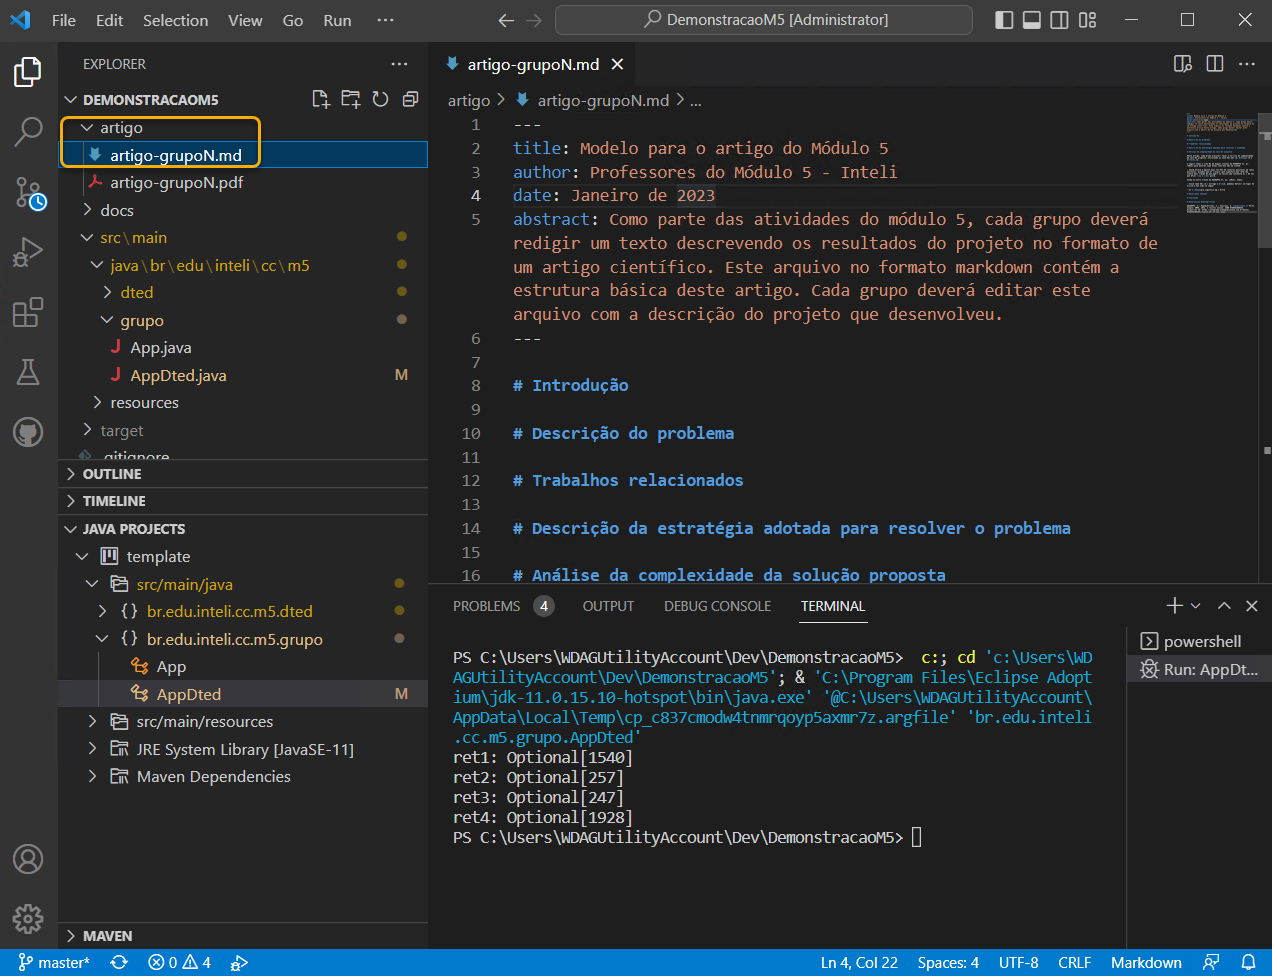 File Edit Selection View Go Run ···
DemonstracaoM5 [Administrator]
EXPLORER
DEMONSTRACAOM5
artigo
artigo-grupoN.md
artigo-grupoN.pdf
docs
src\main
java\br\edu\inteli\cc\m5
dted
grupo
App.java
AppDted.java M
resources
target
.gitignore
OUTLINE
TIMELINE
JAVA PROJECTS
template
src/main/java
{} br.edu.inteli.cc.m5.dted
{} br.edu.inteli.cc.m5.grupo
App
AppDted M
src/main/resources
JRE System Library [JavaSE-11]
Maven Dependencies
MAVEN
artigo-grupoN.md
artigo > artigo-grupoN.md > ...
1 ---
2 title: Modelo para o artigo do Módulo 5
3 author: Professores do Módulo 5 - Inteli
4 date: Janeiro de 2023
5 abstract: Como parte das atividades do módulo 5, cada grupo deverá
redigir um texto descrevendo os resultados do projeto no formato de
um artigo científico. Este arquivo no formato markdown contém a
estrutura básica deste artigo. Cada grupo deverá editar este
arquivo com a descrição do projeto que desenvolveu.
6 ---
7
8 # Introdução
9
10 # Descrição do problema
11
12 # Trabalhos relacionados
13
14 # Descrição da estratégia adotada para resolver o problema
15
16 # Análise da complexidade da solução proposta
PROBLEMS 4 OUTPUT DEBUG CONSOLE TERMINAL
PS C:\Users\WDAGUtilityAccount\Dev\DemonstracaoM5>  c:; cd 'c:\Users\WD
AGUtilityAccount\Dev\DemonstracaoM5'; & 'C:\Program Files\Eclipse Adopt
ium\jdk-11.0.15.10-hotspot\bin\java.exe' '@C:\Users\WDAGUtilityAccount\
AppData\Local\Temp\cp_c837cmodw4tnmrqoyp5axmr7z.argfile' 'br.edu.inteli
.cc.m5.grupo.AppDted'
ret1: Optional[1540]
ret2: Optional[257]
ret3: Optional[247]
ret4: Optional[1928]
PS C:\Users\WDAGUtilityAccount\Dev\DemonstracaoM5>
powershell
Run: AppDt...
master* 0 4 Ln 4, Col 22 Spaces: 4 UTF-8 CRLF Markdown